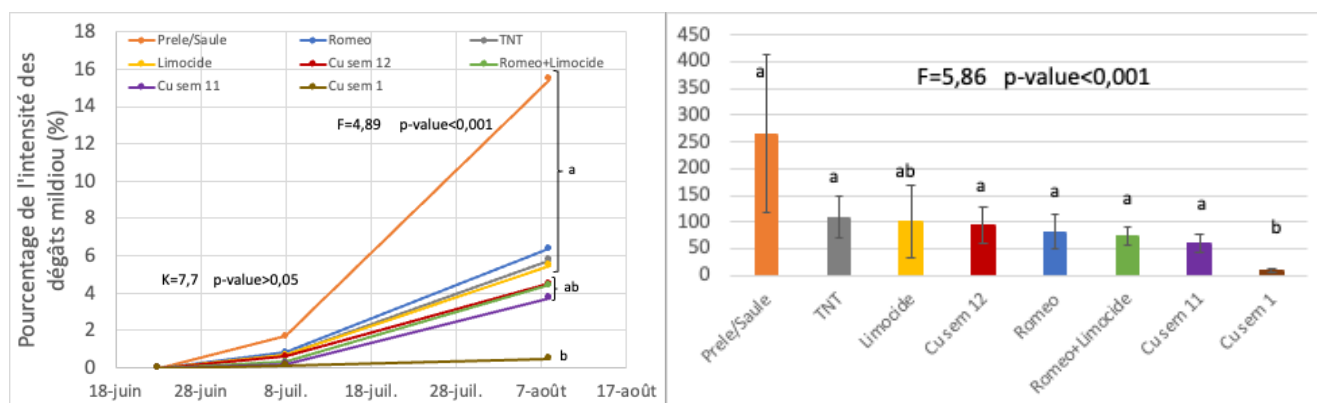 Pourcentage de l'intensité des
dégâts mildiou (%)
18
16
14
12
10
8
6
4
2
0
Prele/Saule Romeo TNT
Limocide Cu sem 12 Romeo+Limocide
Cu sem 11 Cu sem 1
F=4,89 p-value<0,001
K=7,7 p-value>0,05
a
ab
b
18-juin 28-juin 8-juil. 18-juil. 28-juil. 7-août 17-août
450
400
350
300
250
200
150
100
50
0
F=5,86 p-value<0,001
a a ab a a a a b
Prele/Saule
TNT
Limocide
Cu sem 12
Romeo
Romeo+Limocide
Cu sem 11
Cu sem 1